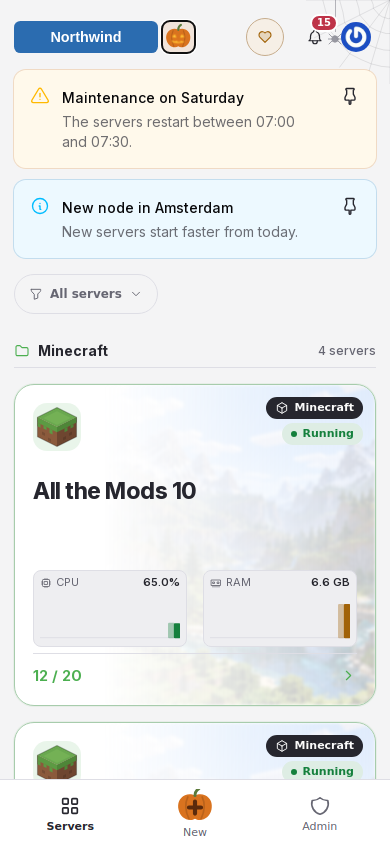 Northwind
15
Maintenance on Saturday
The servers restart between 07:00
and 07:30.
New node in Amsterdam
New servers start faster from today.
All servers
Minecraft
4 servers
Minecraft
Running
All the Mods 10
CPU
65.0%
RAM
6.6 GB
12 / 20
Minecraft
Running
Servers
New
Admin